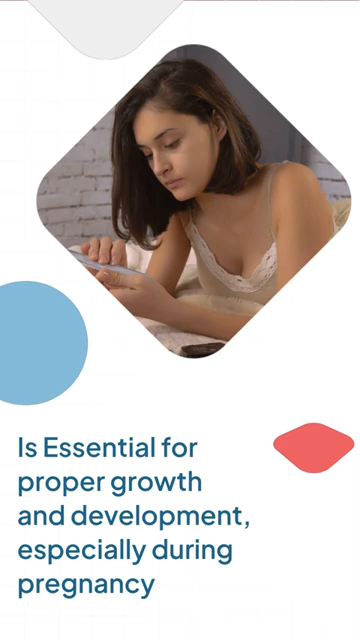 Is Essential for
proper growth
and development,
especially during
pregnancy